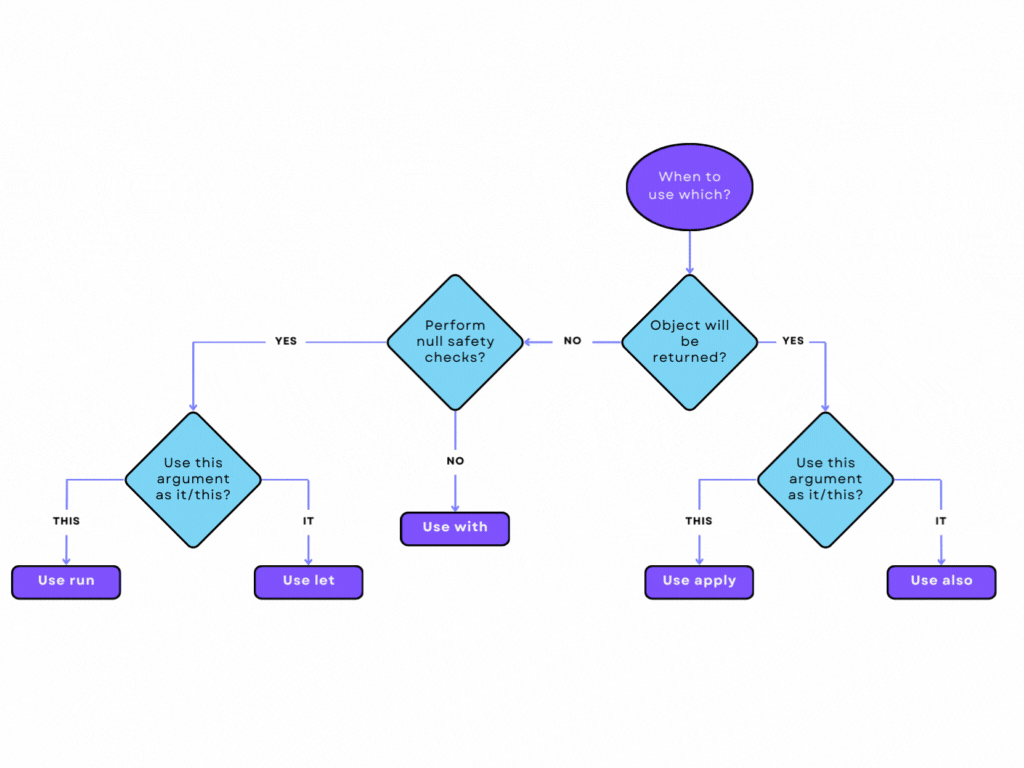 When to
use which?
Object will
be
returned?
NO
YES
Perform
null safety
checks?
YES
NO
Use with
Use this
argument
as it/this?
THIS
IT
Use run
Use let
Use this
argument
as it/this?
THIS
IT
Use apply
Use also